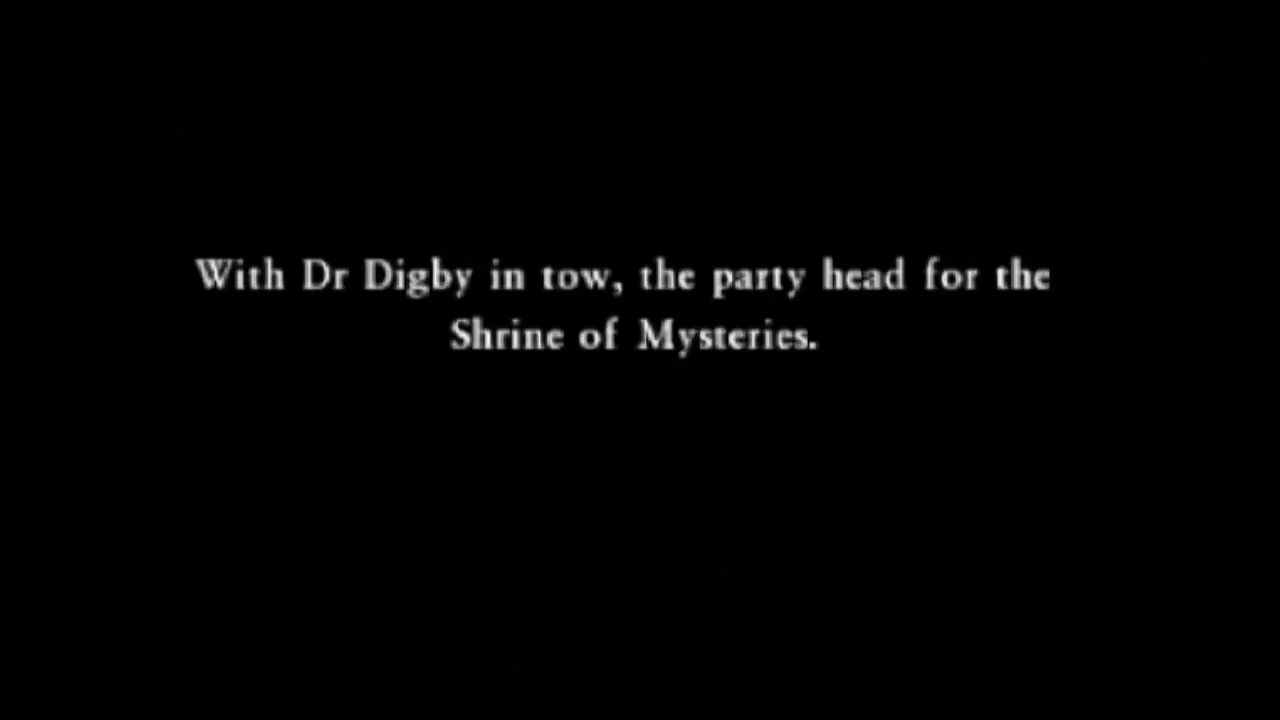 With Dr Digby in tow, the party head for the
Shrine of Mysteries.